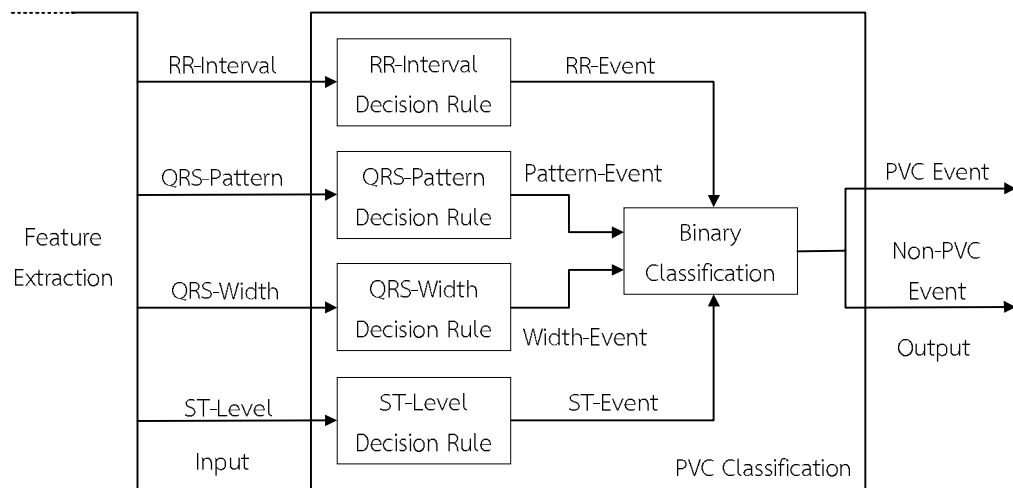 RR-Interval
RR-Interval
Decision Rule
RR-Event
QRS-Pattern
QRS-Pattern
Decision Rule
Pattern-Event
PVC Event
Feature
Extraction
Binary
Classification
Non-PVC
Event
QRS-Width
QRS-Width
Decision Rule
Width-Event
Output
ST-Level
ST-Level
Decision Rule
ST-Event
Input
PVC Classification